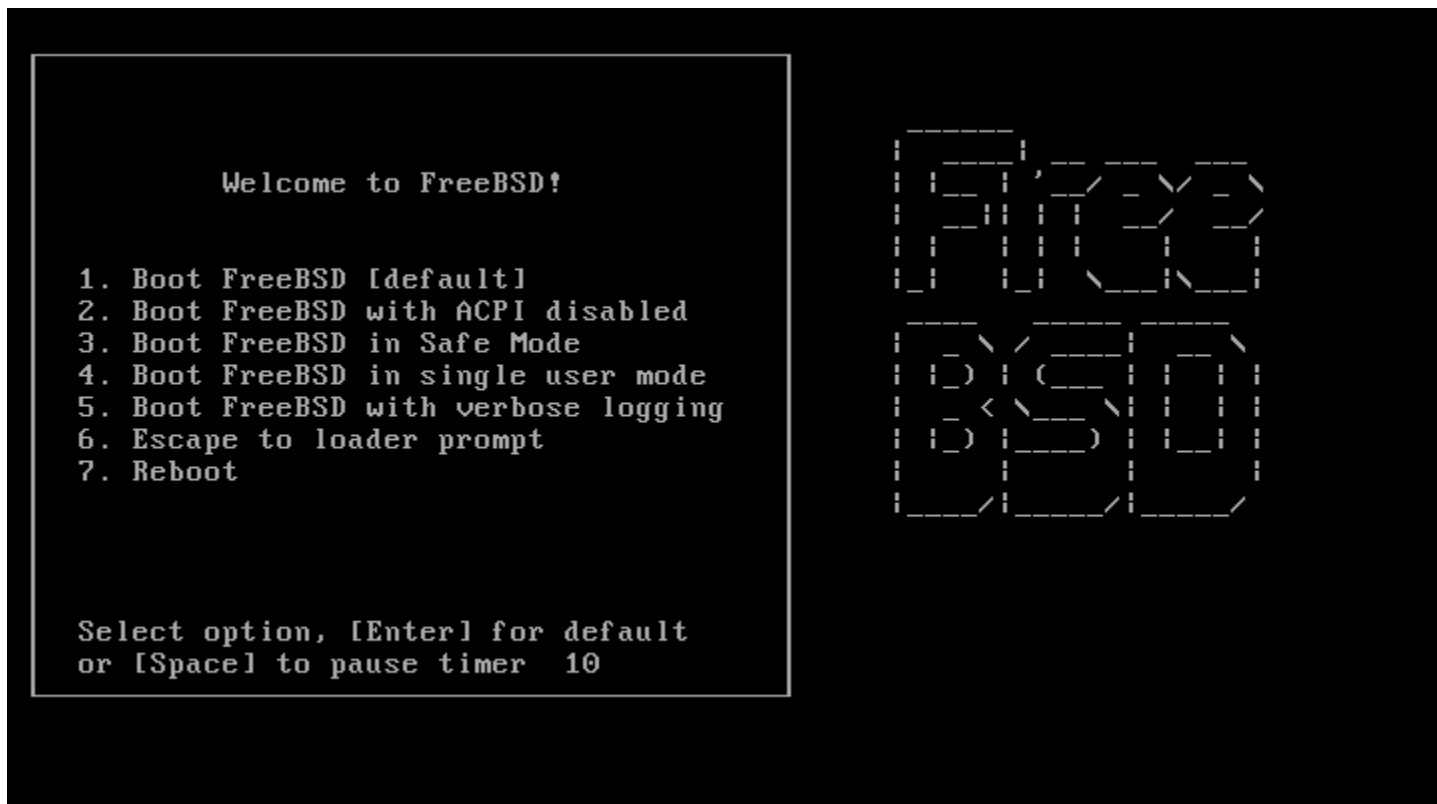 Welcome to FreeBSD!
1. Boot FreeBSD [default]
2. Boot FreeBSD with ACPI disabled
3. Boot FreeBSD in Safe Mode
4. Boot FreeBSD in single user mode
5. Boot FreeBSD with verbose logging
6. Escape to loader prompt
7. Reboot
Select option, [Enter] for default
or [Space] to pause timer  10
Free
BSD